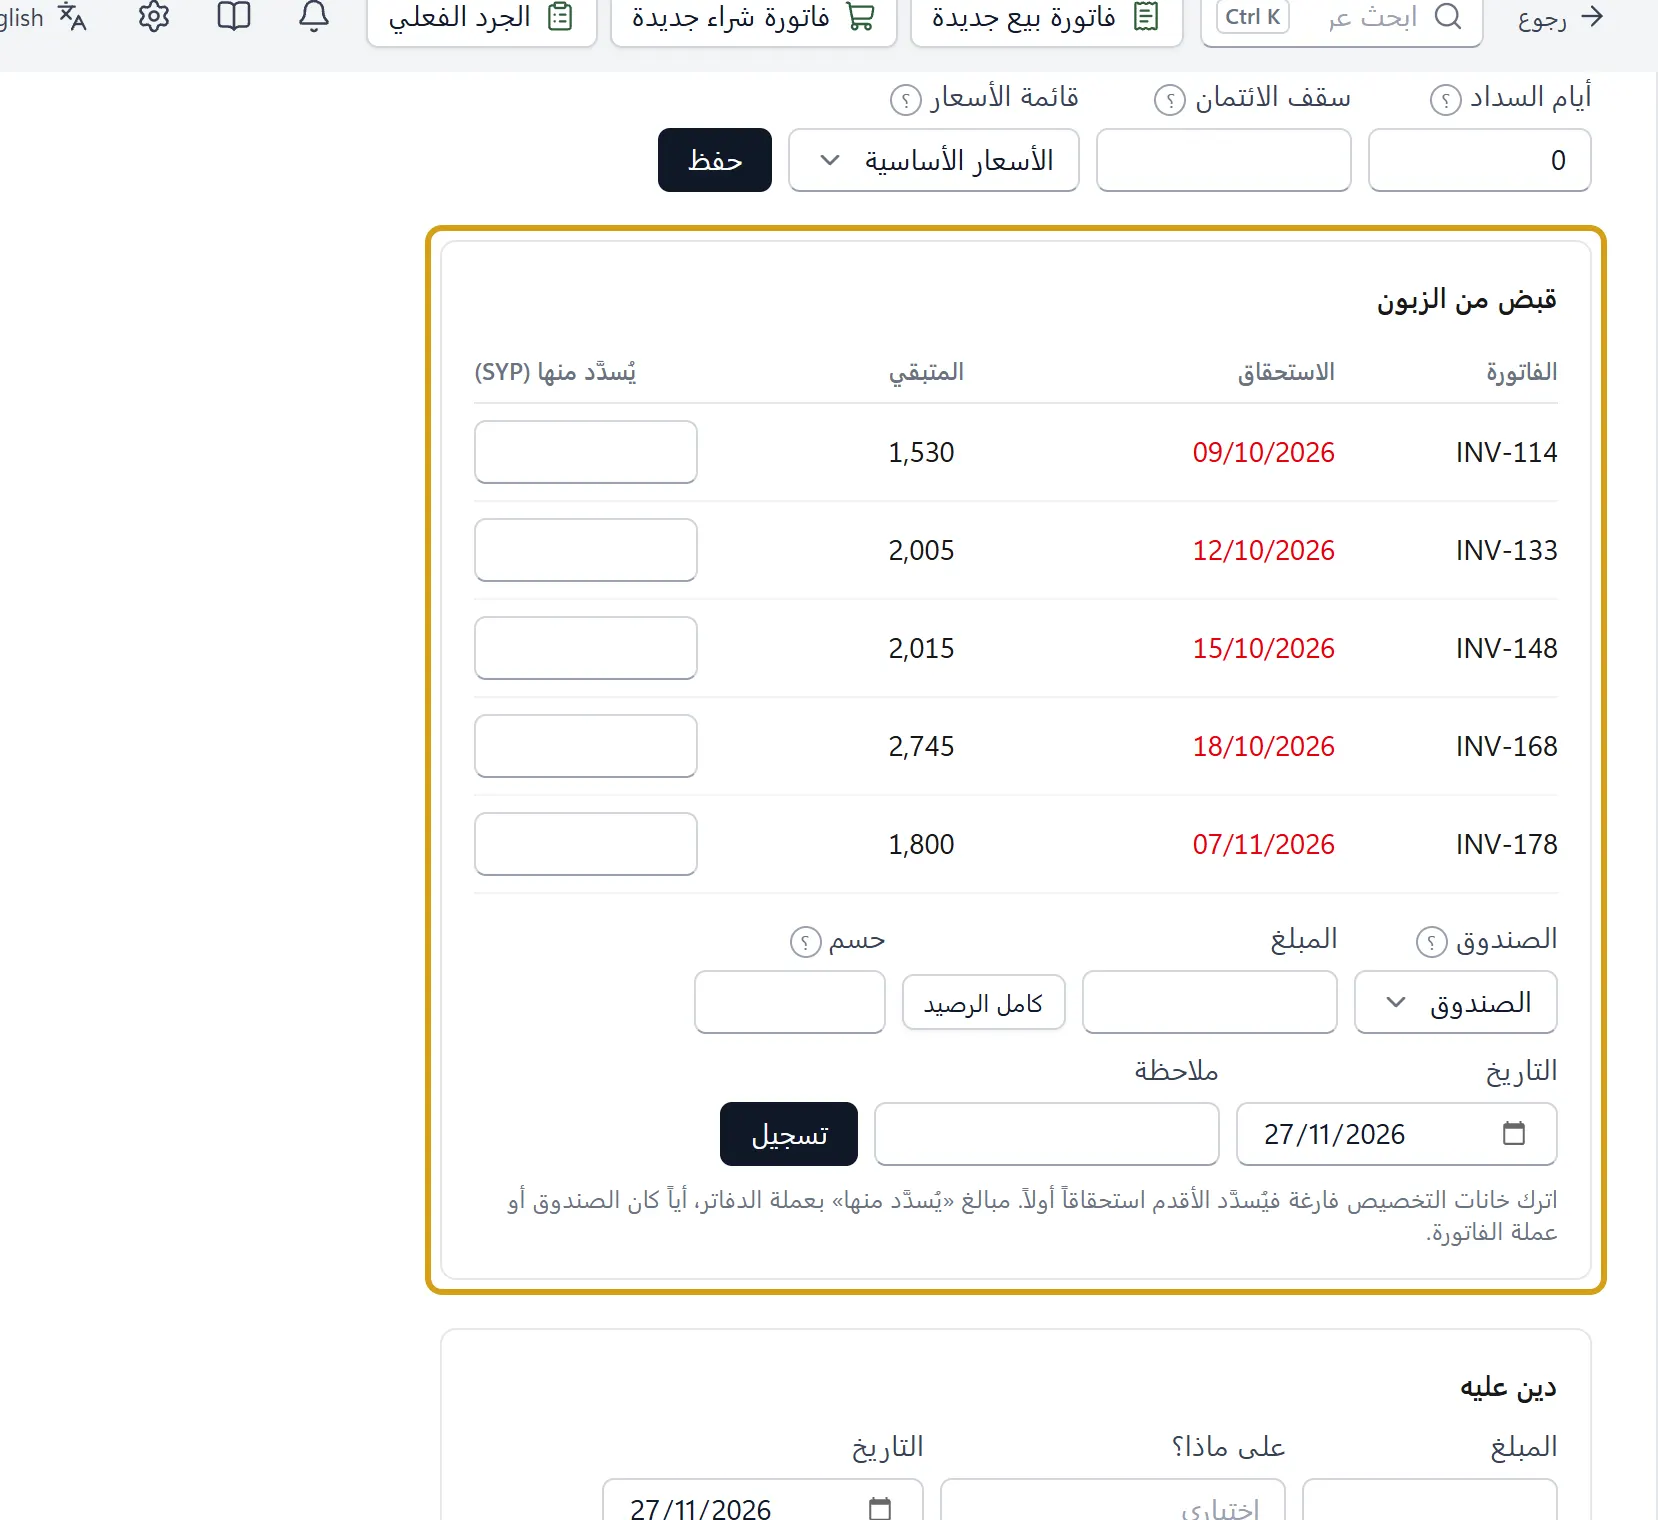 رجوع
ابحث عر
Ctrl K
فاتورة بيع جديدة
فاتورة شراء جديدة
الجرد الفعلي
glish
أيام السداد ؟
سقف الائتمان ؟
قائمة الأسعار ؟
0
الأسعار الأساسية
حفظ
قبض من الزبون
الفاتورة الاستحقاق المتبقي يُسدَّد منها (SYP)
INV-114 09/10/2026 1,530
INV-133 12/10/2026 2,005
INV-148 15/10/2026 2,015
INV-168 18/10/2026 2,745
INV-178 07/11/2026 1,800
الصندوق ؟
المبلغ
حسم ؟
الصندوق
كامل الرصيد
التاريخ
ملاحظة
27/11/2026
تسجيل
اترك خانات التخصيص فارغة فيُسدَّد الأقدم استحقاقاً أولاً. مبالغ «يُسدَّد منها» بعملة الدفاتر، أياً كان الصندوق أو
عملة الفاتورة.
دين عليه
المبلغ
على ماذا؟
التاريخ
اختياري
27/11/2026